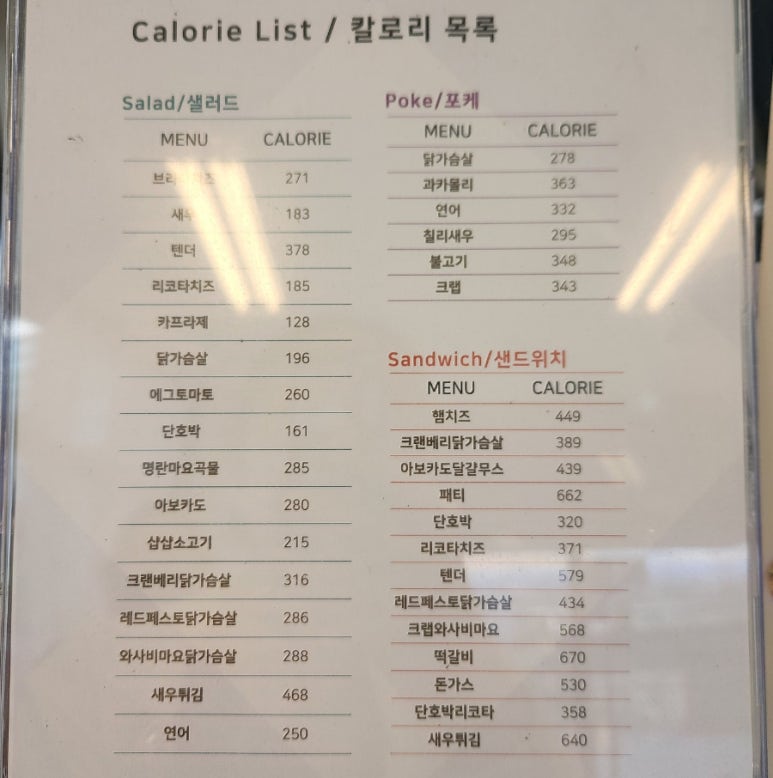 Calorie List / 칼로리 목록
Salad/샐러드
MENU CALORIE
271
새우 183
텐더 378
리코타치즈 185
카프라제 128
닭가슴살 196
에그토마토 260
단호박 161
명란마요곡물 285
아보카도 280
샵샵소고기 215
크랜베리닭가슴살 316
레드페스토닭가슴살 286
와사비마요닭가슴살 288
새우튀김 468
연어 250
Poke/포케
MENU CALORIE
닭가슴살 278
과카몰리 363
연어 332
칠리새우 295
불고기 348
크랩 343
Sandwich/샌드위치
MENU CALORIE
햄치즈 449
크랜베리닭가슴살 389
아보카도달걀무스 439
패티 662
단호박 320
리코타치즈 371
텐더 579
레드페스토닭가슴살 434
크랩와사비마요 568
떡갈비 670
돈가스 530
단호박리코타 358
새우튀김 640